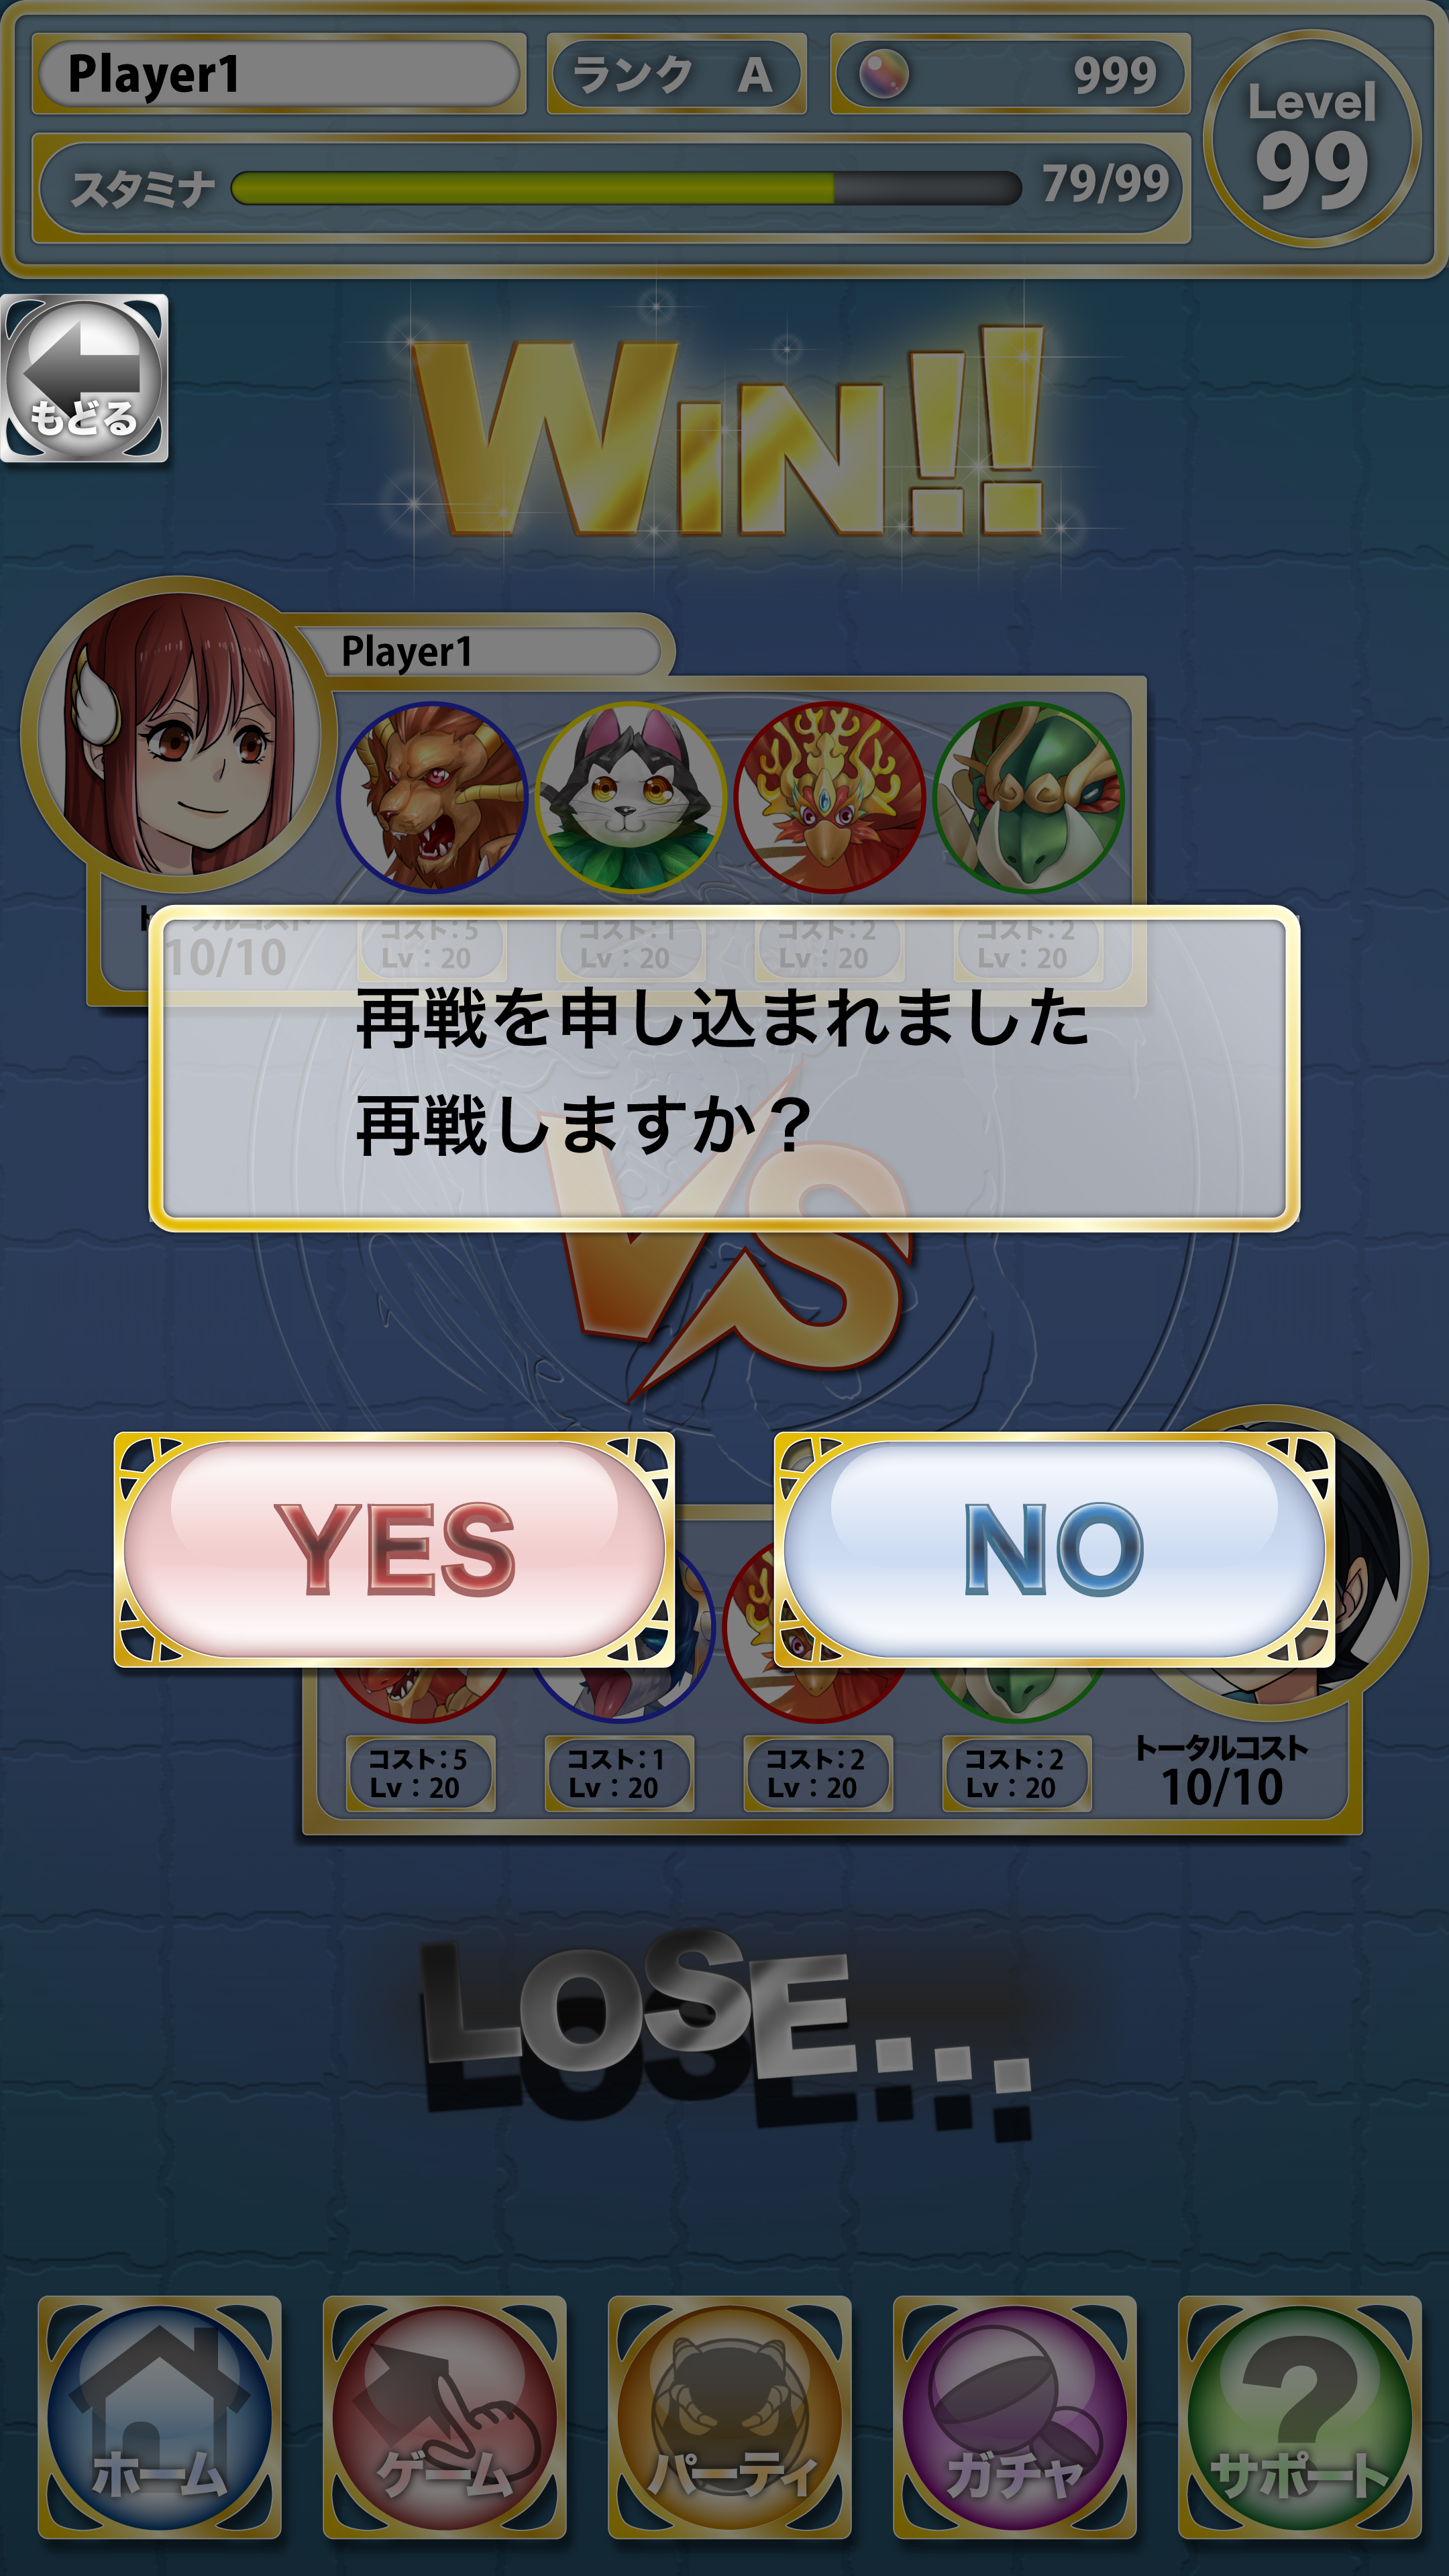 Player1
ランク A
999
Level
99
スタミナ
79/99
もどる
WIN!!
Player1
コスト:5
コスト:1
コスト:2
コスト:2
10/10
Lv:20
Lv:20
Lv:20
Lv:20
再戦を申し込まれました
再戦しますか？
VS
YES
NO
コスト:5
コスト:1
コスト:2
コスト:2
トータルコスト
Lv:20
Lv:20
Lv:20
Lv:20
10/10
LOSE...
ホーム
ゲーム
パーティ
ガチャ
サポート